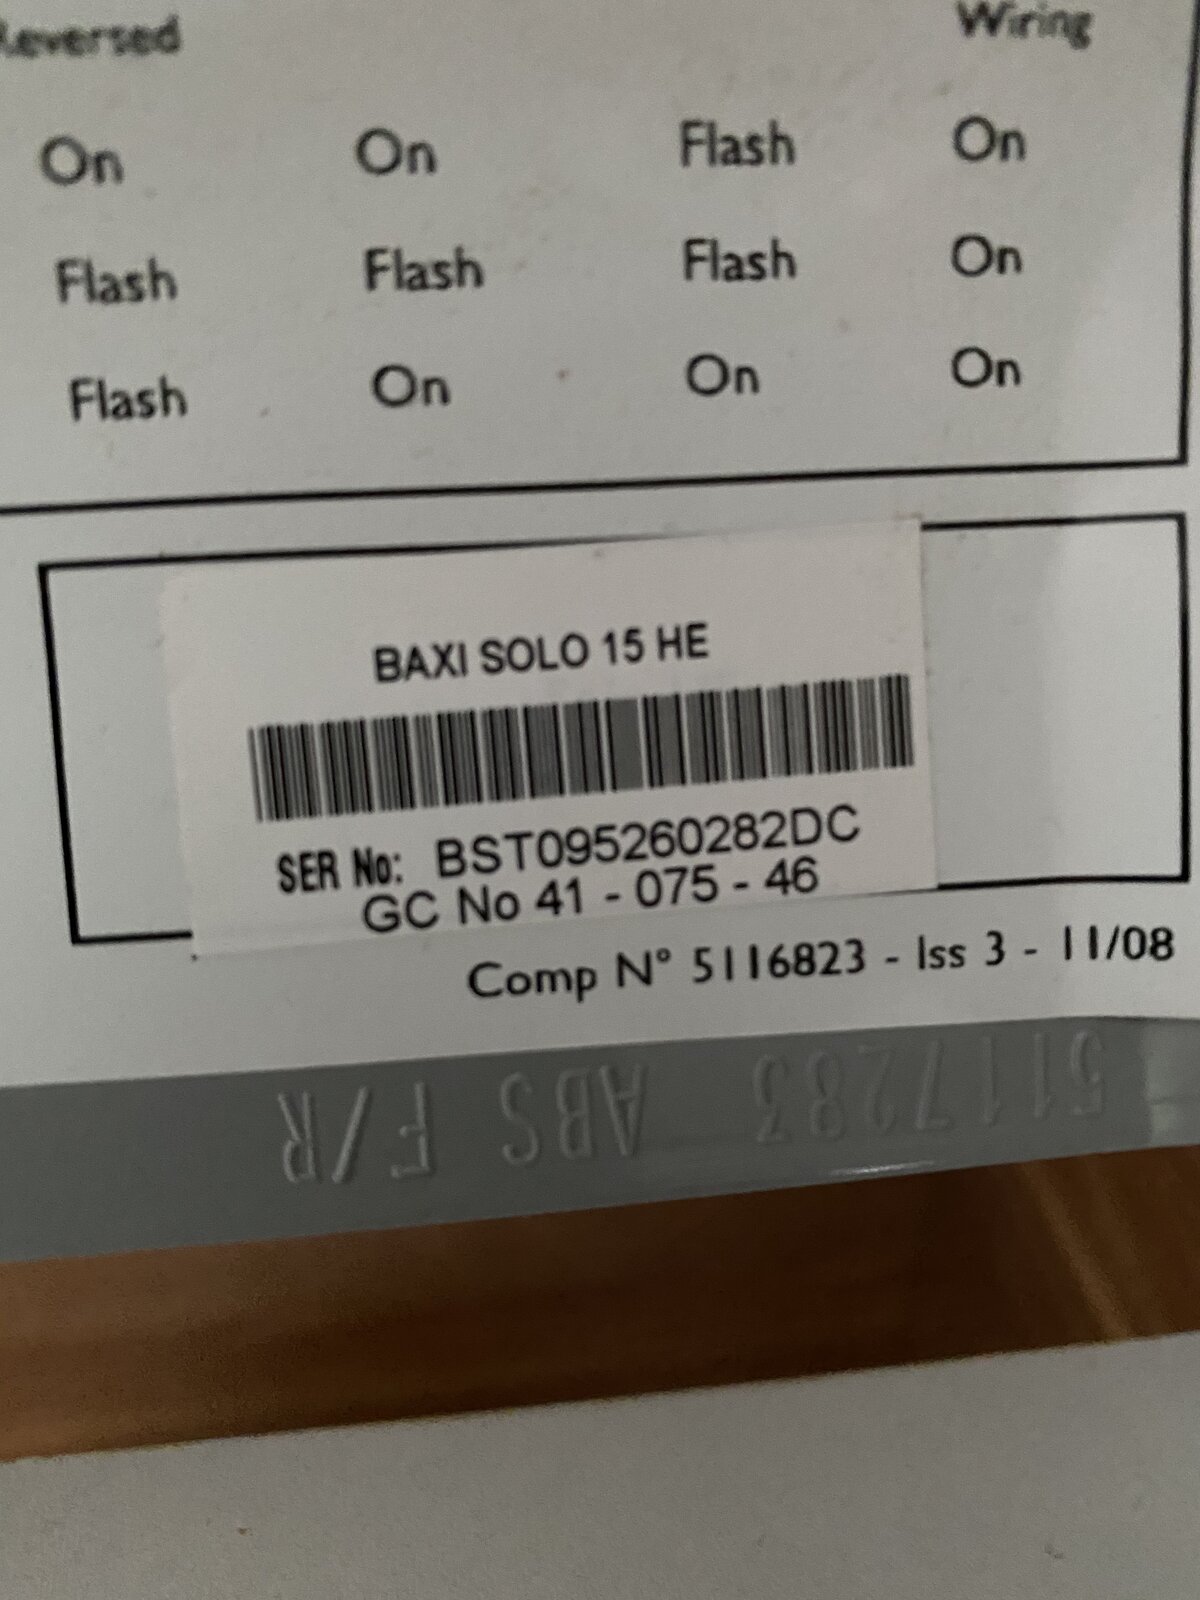 Reversed Wiring
On On Flash On
Flash Flash Flash On
Flash On On On
BAXI SOLO 15 HE
SER No: BST095260282DC
GC No 41 - 075 - 46
Comp N° 5116823 - Iss 3 - 11/08
5117283 ABS F/R